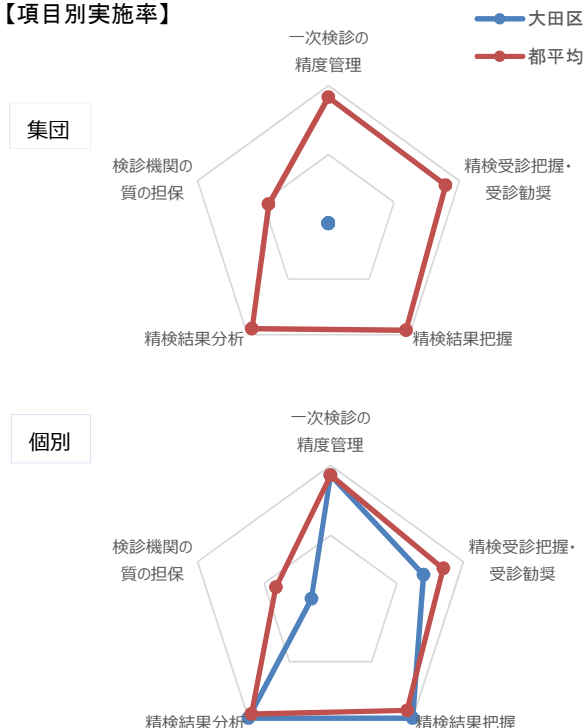 【項目別実施率】
大田区
都平均
集団
一次検診の
精度管理
精検受診把握・
受診勧奨
精検結果把握
精検結果分析
検診機関の
質の担保
個別
一次検診の
精度管理
精検受診把握・
受診勧奨
精検結果把握
精検結果分析
検診機関の
質の担保